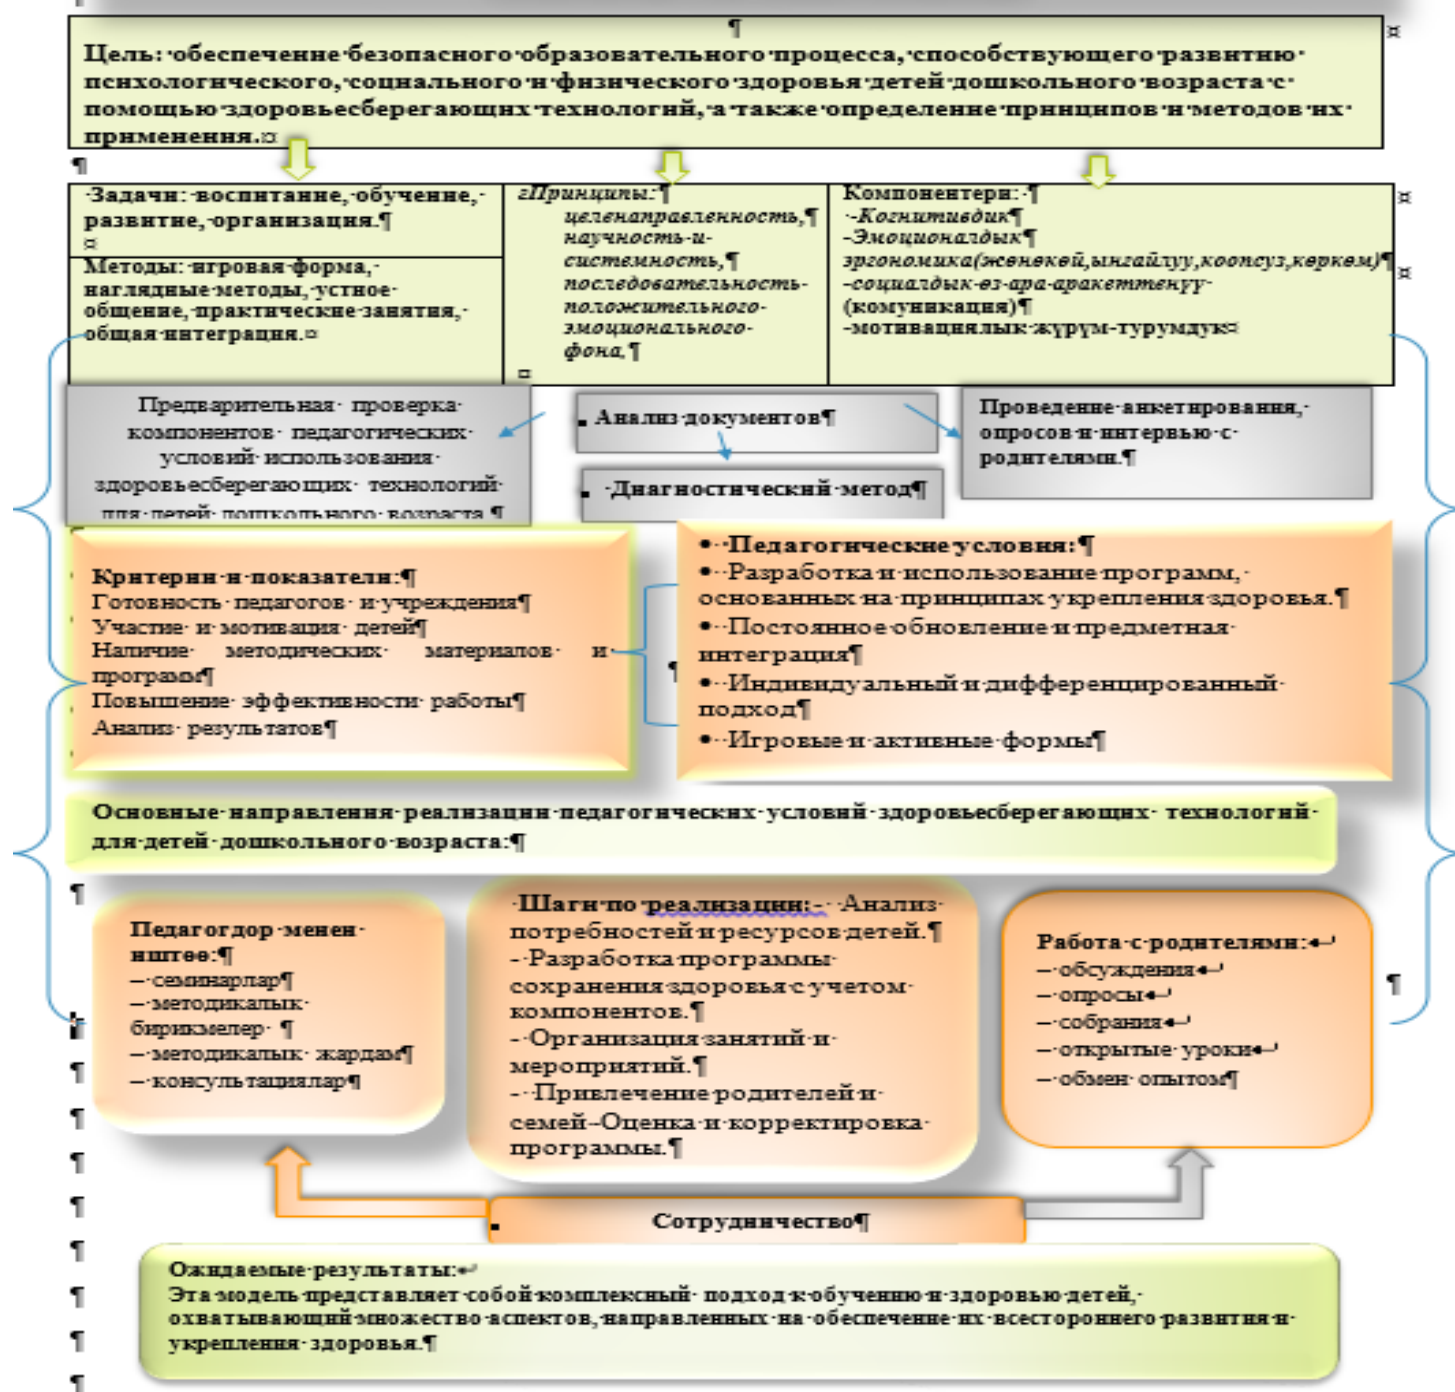 Цель: обеспечение безопасного образовательного процесса, способствующего развитию
психологического, социального и физического здоровья детей дошкольного возраста с
помощью здоровьесберегающих технологий, а также определение принципов и методов их
применения.
Задачи: воспитание, обучение,
развитие, организация.
Методы: игровая форма,
наглядные методы, устное
общение, практические занятия,
общая интеграция.
гПринципы:
целенаправленность,
научность и
системность,
последовательность
положительного
эмоционального
фона,
Компонентери:
-Когнитивдик
-Эмоционалдык
эргономика(жөнөкөй,ынгайлуу,коопсуз,көркөм)
-социалдык өз ара аракеттенүү
(комуникация)
-мотивациялык жүрүм-турумдук
Предварительная проверка
компонентов педагогических
условий использования
здоровьесберегающих технологий
для детей дошкольного возраста
Анализ документов
Диагностический метод
Проведение анкетирования,
опросов и интервью с
родителями.
Критерии и показатели:
Готовность педагогов и учреждения
Участие и мотивация детей
Наличие методических материалов и
программ
Повышение эффективности работы
Анализ результатов
• Педагогические условия:
• Разработка и использование программ,
основанных на принципах укрепления здоровья.
• Постоянное обновление и предметная
интеграция
• Индивидуальный и дифференцированный
подход
• Игровые и активные формы
Основные направления реализации педагогических условий здоровьесберегающих технологий
для детей дошкольного возраста:
Педагогдор менен
иштөө:
– семинарлар
– методикалык
бирикмелер
– методикалык жардам
– консультациялар
Шаги по реализации: - Анализ
потребностей и ресурсов детей.
- Разработка программы
сохранения здоровья с учетом
компонентов.
- Организация занятий и
мероприятий.
- Привлечение родителей и
семей-Оценка и корректировка
программы.
Работа с родителями:
– обсуждения
– опросы
– собрания
– открытые уроки
– обмен опытом
Сотрудничество
Ожидаемые результаты:
Эта модель представляет собой комплексный подход к обучению и здоровью детей,
охватывающий множество аспектов, направленных на обеспечение их всестороннего развития и
укрепления здоровья.